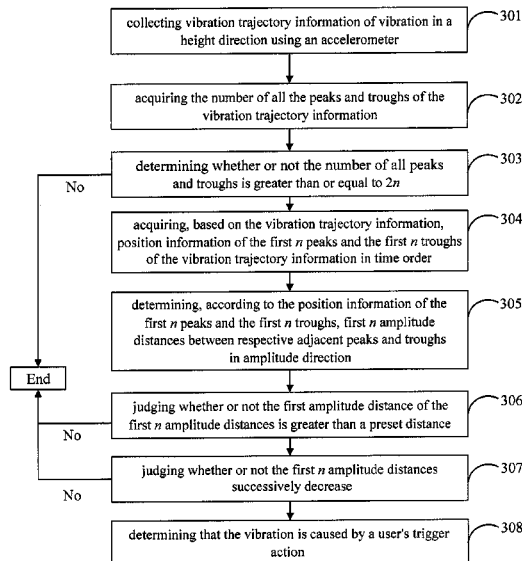 collecting vibration trajectory information of vibration in a
height direction using an accelerometer
301
acquiring the number of all the peaks and troughs of the
vibration trajectory information
302
determining whether or not the number of all peaks
and troughs is greater than or equal to 2n
303
No
acquiring, based on the vibration trajectory information,
position information of the first n peaks and the first n troughs
of the vibration trajectory information in time order
304
determining, according to the position information of the
first n peaks and the first n troughs, first n amplitude
distances between respective adjacent peaks and troughs
in amplitude direction
305
End
judging whether or not the first amplitude distance of the
first n amplitude distances is greater than a preset distance
306
No
judging whether or not the first n amplitude distances
successively decrease
307
No
determining that the vibration is caused by a user's trigger
action
308